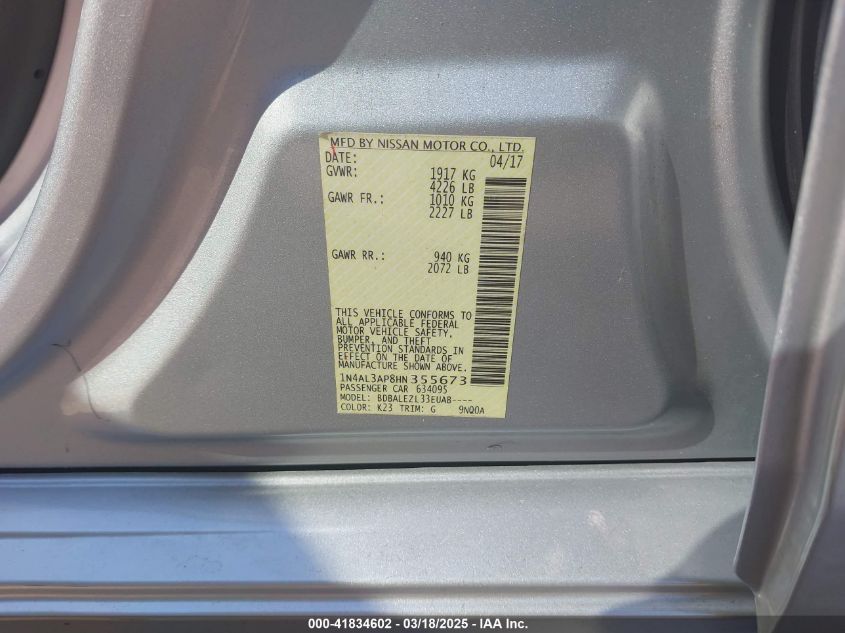 MFD BY NISSAN MOTOR CO., LTD.
DATE: 04/17
GVWR: 1917 KG
4226 LB
GAWR FR.: 1010 KG
2227 LB
GAWR RR.: 940 KG
2072 LB
THIS VEHICLE CONFORMS TO
ALL APPLICABLE FEDERAL
MOTOR VEHICLE SAFETY,
BUMPER, AND THEFT
PREVENTION STANDARDS IN
EFFECT ON THE DATE OF
MANUFACTURE SHOWN ABOVE.
1N4AL3AP8HN355673
PASSENGER CAR 634095
MODEL: BDBALEZL33EUAB----
COLOR: K23 TRIM: G 9NQ0A
000-41834602 - 03/18/2025 - IAA Inc.